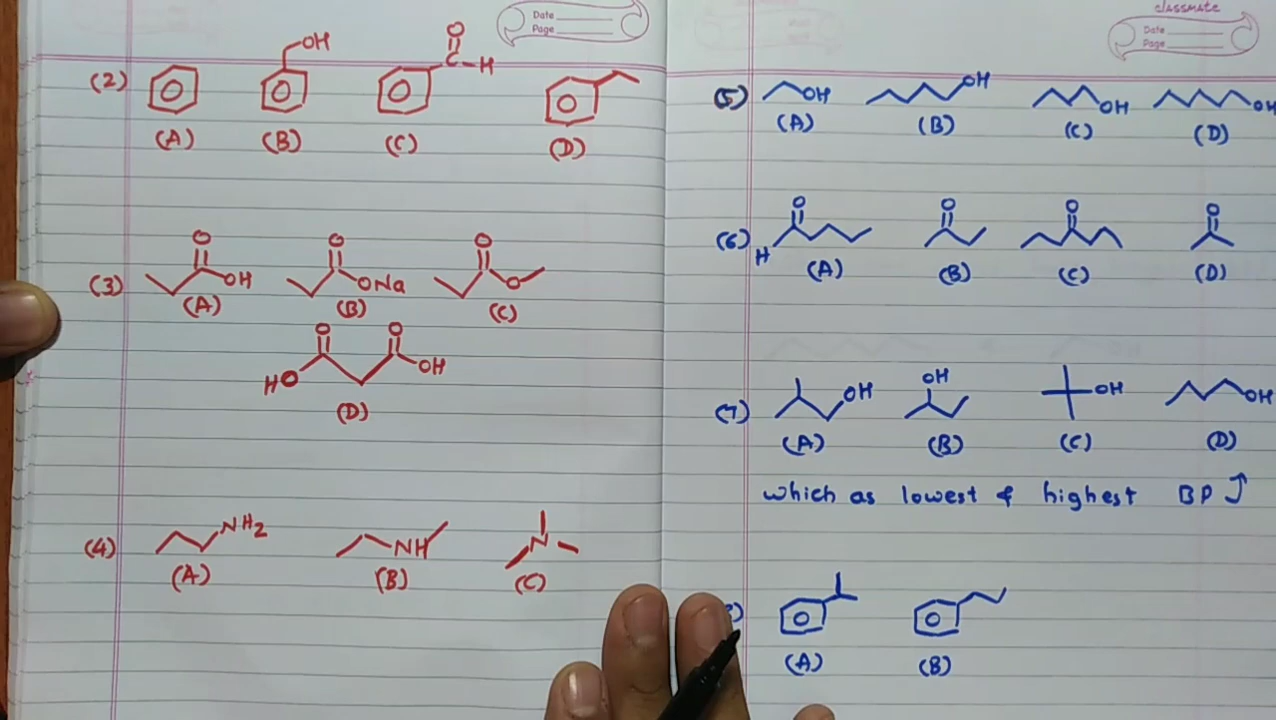 Date
Page
OH
O
C-H
(2)
(A) (B) (C) (D)
O O O
(3) OH ONa O
(A) (B) (C)
O O
HO OH
(D)
(4) NH2 NH N
(A) (B) (C)
classmate
Date
Page
(5) OH OH OH OH
(A) (B) (C) (D)
O O O O
(6) H
(A) (B) (C) (D)
(7) OH OH OH OH
(A) (B) (C) (D)
which as lowest & highest BP ↑
(A) (B)